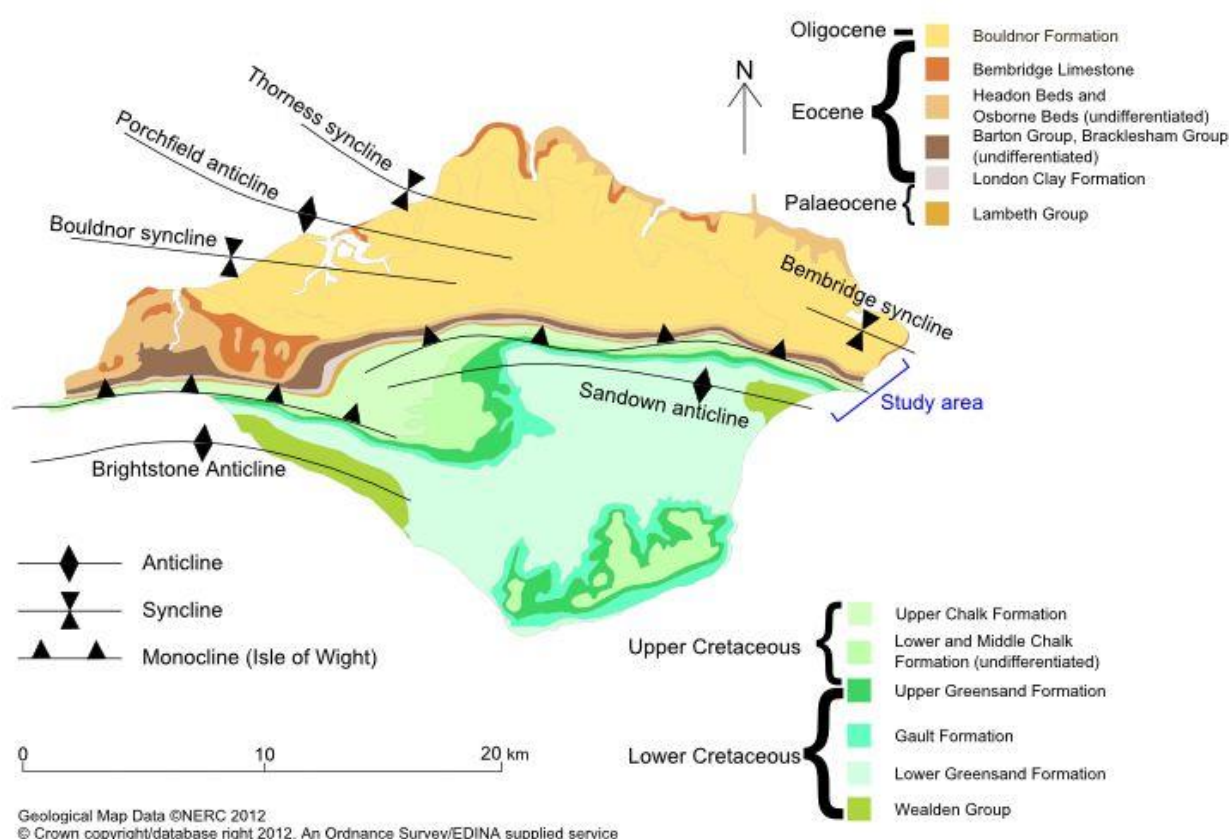 Oligocene
Bouldnor Formation
Bembridge Limestone
Eocene
Headon Beds and
Osborne Beds (undifferentiated)
Barton Group, Bracklesham Group
(undifferentiated)
London Clay Formation
Palaeocene
Lambeth Group
N
Thorness syncline
Porchfield anticline
Bouldnor syncline
Bembridge syncline
Sandown anticline
Study area
Brightstone Anticline
Anticline
Syncline
Monocline (Isle of Wight)
Upper Cretaceous
Upper Chalk Formation
Lower and Middle Chalk
Formation (undifferentiated)
Upper Greensand Formation
Lower Cretaceous
Gault Formation
Lower Greensand Formation
Wealden Group
0 10 20 km
Geological Map Data ©NERC 2012
© Crown copyright/database right 2012. An Ordnance Survey/EDINA supplied service